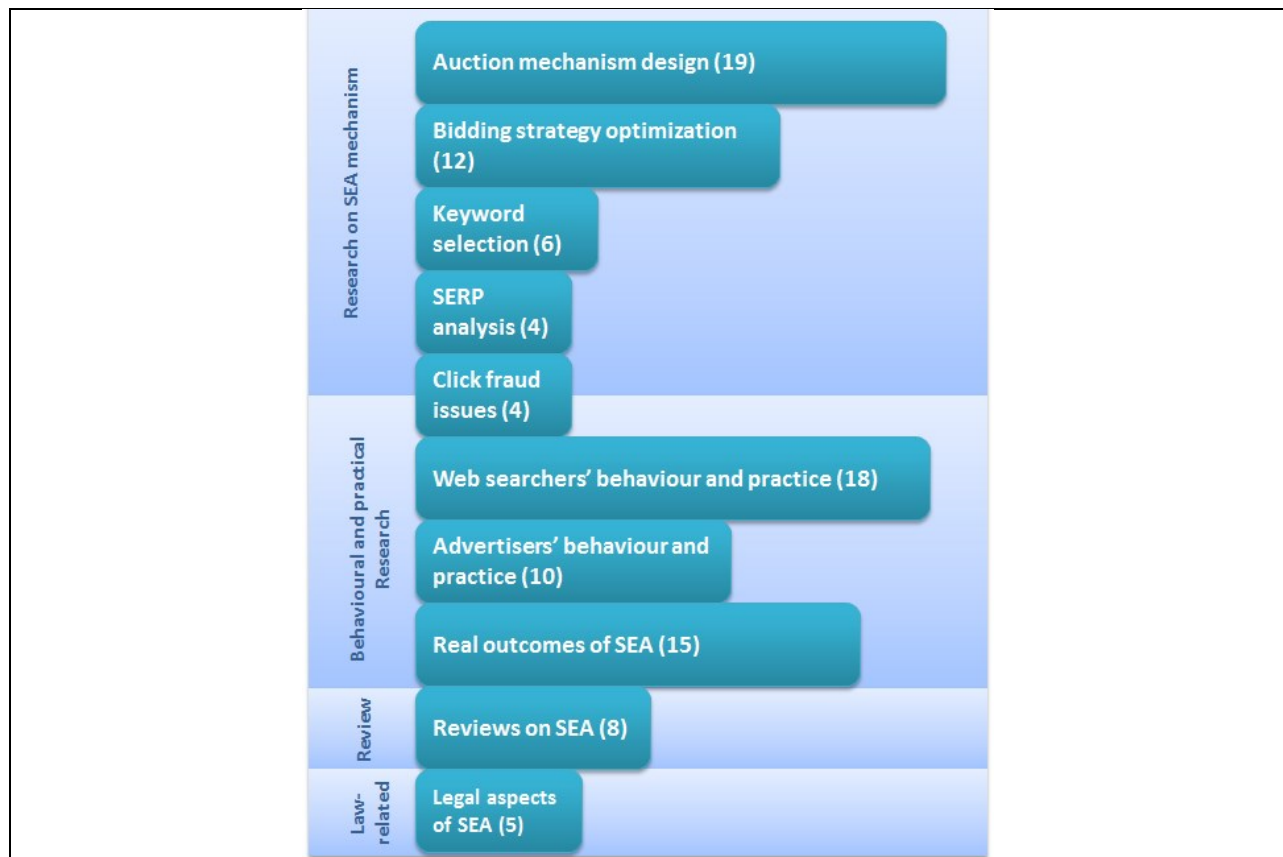 Research on SEA mechanism
Auction mechanism design (19)
Bidding strategy optimization
(12)
Keyword
selection (6)
SERP
analysis (4)
Click fraud
issues (4)
Behavioural and practical
Research
Web searchers’ behaviour and practice (18)
Advertisers’ behaviour and
practice (10)
Real outcomes of SEA (15)
Review
Reviews on SEA (8)
Law-
related
Legal aspects
of SEA (5)